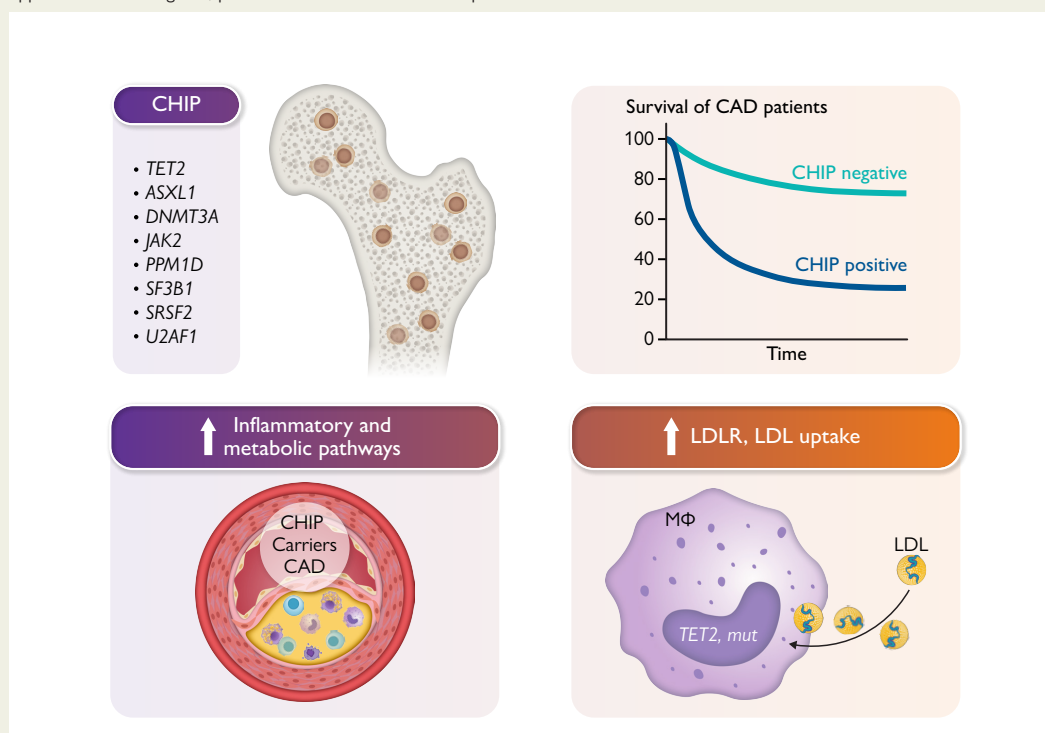 CHIP
• TET2
• ASXL1
• DNMT3A
• JAK2
• PPM1D
• SF3B1
• SRSF2
• U2AF1
Survival of CAD patients
100
80
60
40
20
0
CHIP negative
CHIP positive
Time
Inflammatory and
metabolic pathways
CHIP
Carriers
CAD
LDLR, LDL uptake
MΦ
LDL
TET2, mut